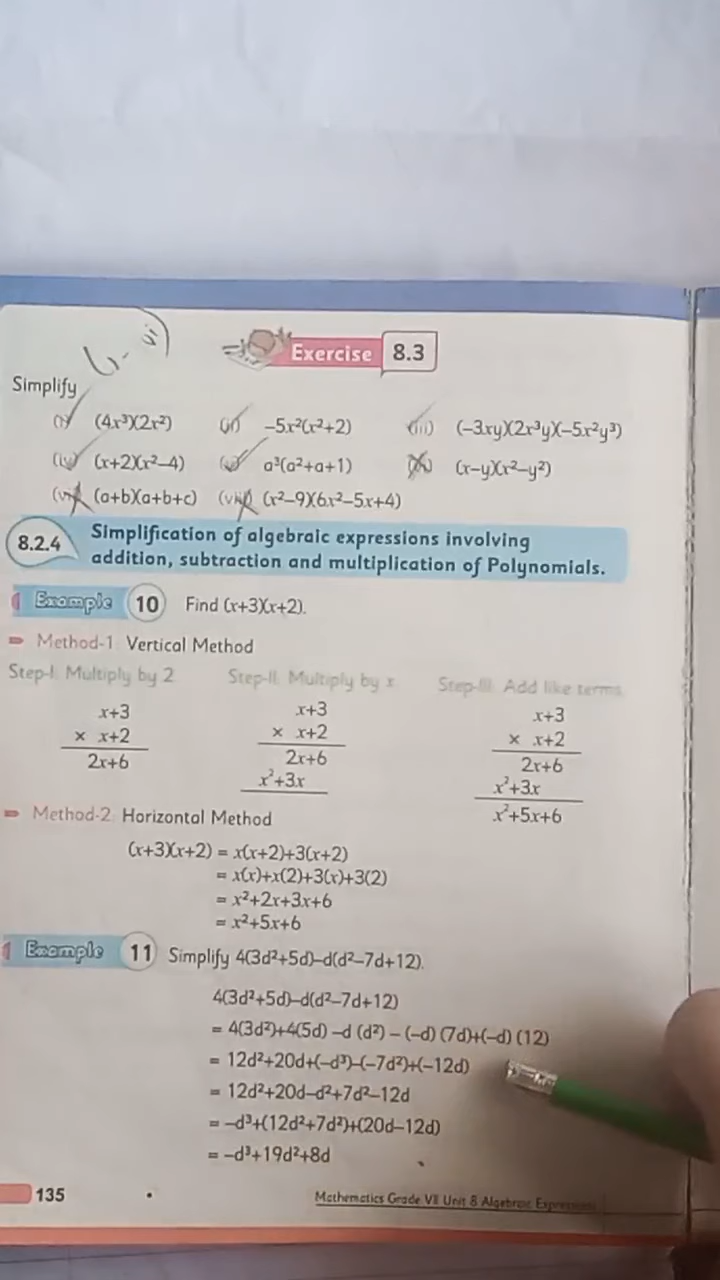 (i - vi)
Exercise 8.3
Simplify
(i) (4x³)(2x²) (ii) -5x²(x²+2) (iii) (-3xy)(2x³y)(-5x²y³)
(iv) (x+2)(x²-4) (v) a³(a²+a+1) (vi) (x-y)(x²-y²)
(vii) (a+b)(a+b+c) (viii) (x²-9)(6x²-5x+4)
8.2.4 Simplification of algebraic expressions involving
addition, subtraction and multiplication of Polynomials.
Example 10 Find (x+3)(x+2).
Method-1: Vertical Method
Step-I: Multiply by 2 Step-II: Multiply by x Step-III: Add like terms
x+3 x+3 x+3
× x+2 × x+2 × x+2
2x+6 2x+6 2x+6
x²+3x x²+3x
x²+5x+6
Method-2: Horizontal Method
(x+3)(x+2) = x(x+2)+3(x+2)
= x(x)+x(2)+3(x)+3(2)
= x²+2x+3x+6
= x²+5x+6
Example 11 Simplify 4(3d²+5d)-d(d²-7d+12).
4(3d²+5d)-d(d²-7d+12)
= 4(3d²)+4(5d) -d (d²) - (-d) (7d)+(-d) (12)
= 12d²+20d+(-d³)-(-7d²)+(-12d)
= 12d²+20d-d²+7d²-12d
= -d³+(12d²+7d²)+(20d-12d)
= -d³+19d²+8d
135 Mathematics Grade VII Unit 8 Algebraic Expressions